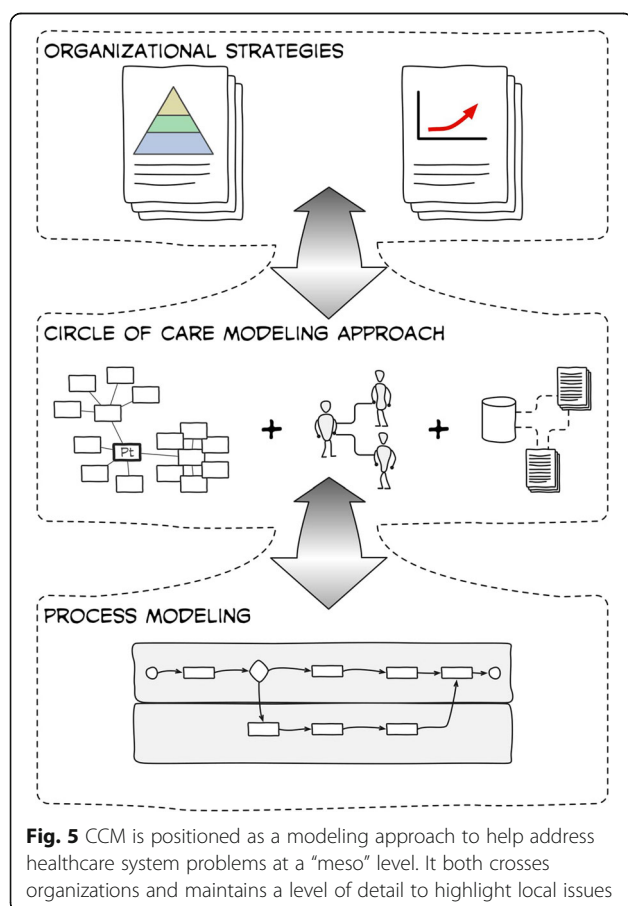 ORGANIZATIONAL STRATEGIES
CIRCLE OF CARE MODELING APPROACH
Pt
+
+
PROCESS MODELING
Fig. 5 CCM is positioned as a modeling approach to help address
healthcare system problems at a “meso” level. It both crosses
organizations and maintains a level of detail to highlight local issues